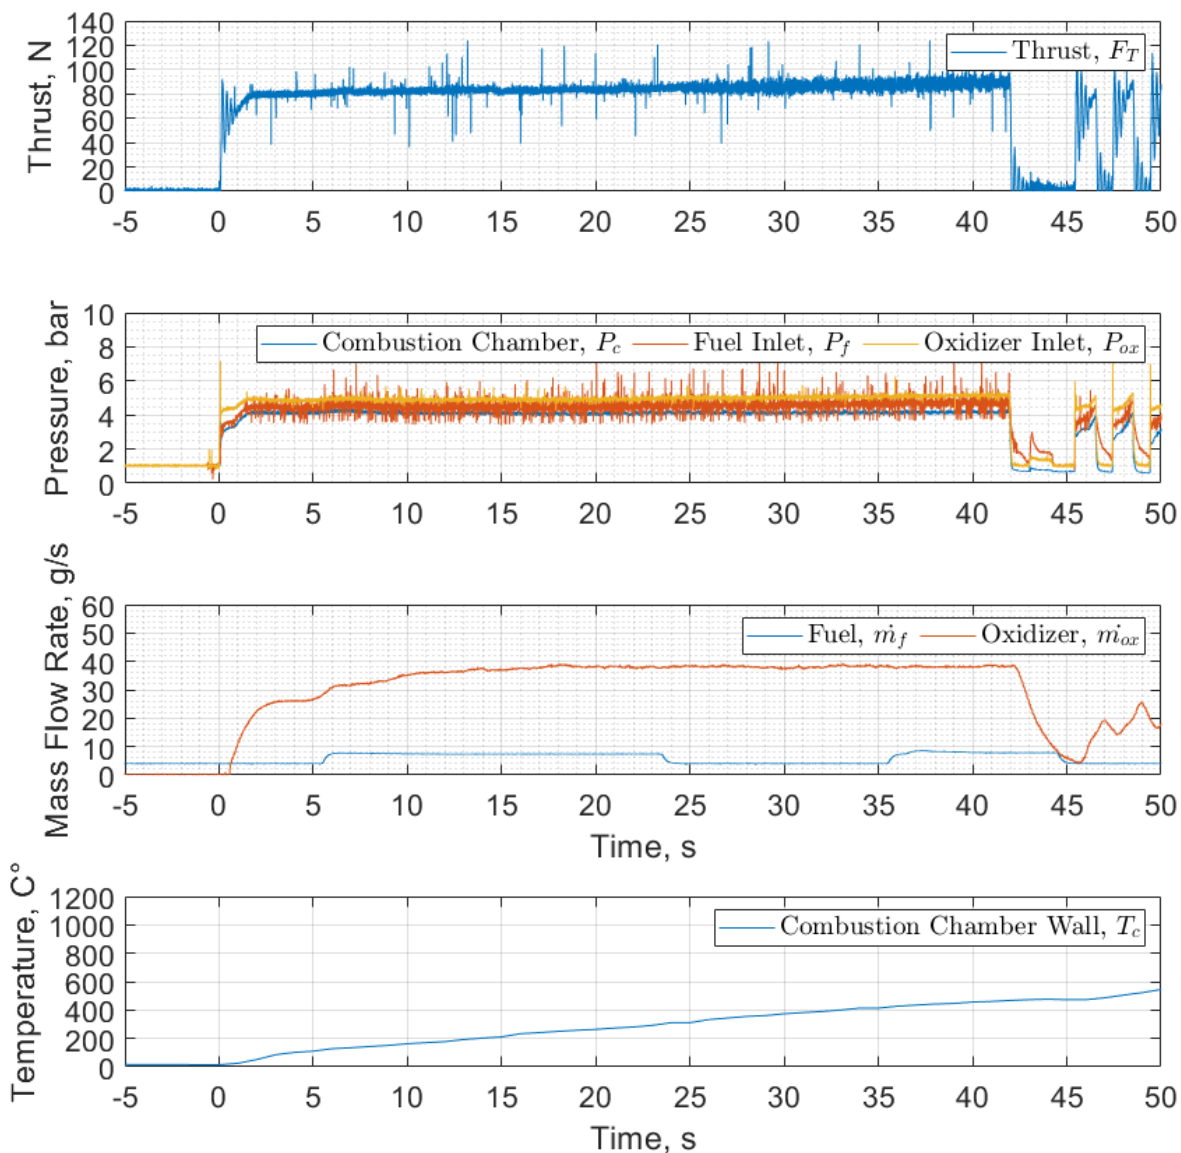 140
120
100
80
60
40
20
0
Thrust, N
Thrust, F_T
-5 0 5 10 15 20 25 30 35 40 45 50
10
8
6
4
2
0
Pressure, bar
Combustion Chamber, P_c Fuel Inlet, P_f Oxidizer Inlet, P_ox
-5 0 5 10 15 20 25 30 35 40 45 50
60
50
40
30
20
10
0
Mass Flow Rate, g/s
Fuel, ṁ_f Oxidizer, ṁ_ox
-5 0 5 10 15 20 25 30 35 40 45 50
Time, s
1200
1000
800
600
400
200
0
Temperature, C°
Combustion Chamber Wall, T_c
-5 0 5 10 15 20 25 30 35 40 45 50
Time, s